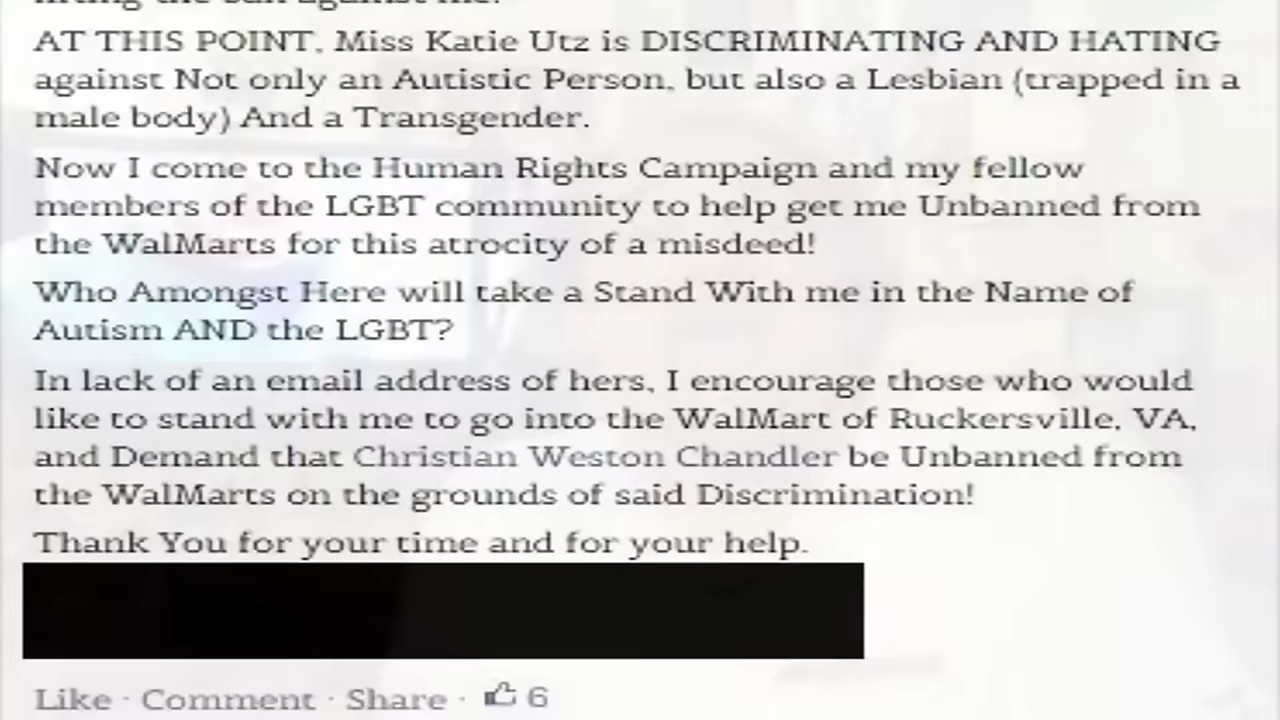 lifting the ban against me.
AT THIS POINT, Miss Katie Utz is DISCRIMINATING AND HATING
against Not only an Autistic Person, but also a Lesbian (trapped in a
male body) And a Transgender.
Now I come to the Human Rights Campaign and my fellow
members of the LGBT community to help get me Unbanned from
the WalMarts for this atrocity of a misdeed!
Who Amongst Here will take a Stand With me in the Name of
Autism AND the LGBT?
In lack of an email address of hers, I encourage those who would
like to stand with me to go into the WalMart of Ruckersville, VA,
and Demand that Christian Weston Chandler be Unbanned from
the WalMarts on the grounds of said Discrimination!
Thank You for your time and for your help.
Like · Comment · Share · 6